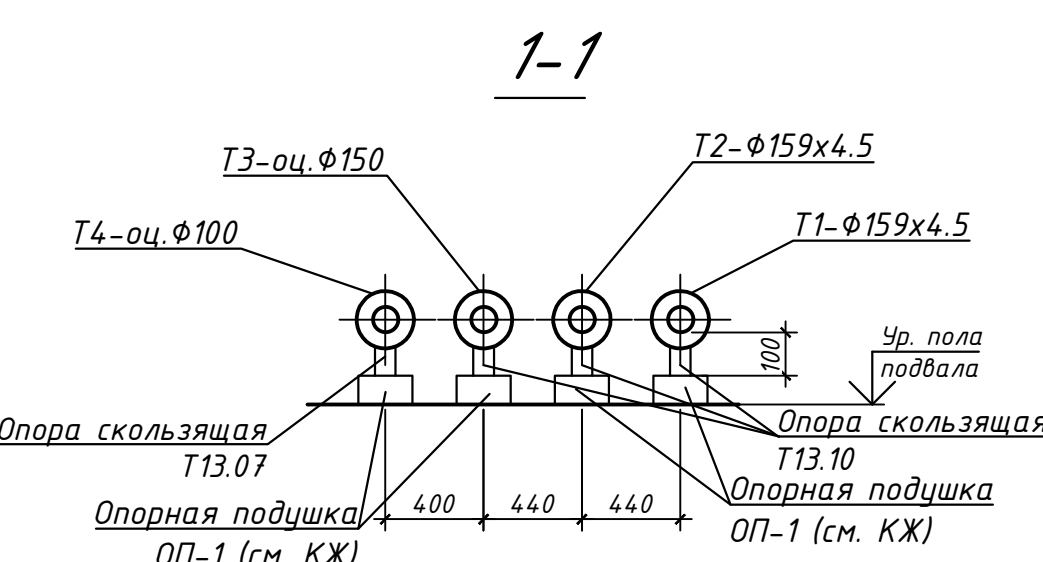 1-1
Т3-оц.Ф150
Т2-Ф159х4.5
Т4-оц.Ф100
Т1-Ф159х4.5
100
Ур. пола
подвала
Опора скользящая
Т13.07
Опора скользящая
Т13.10
Опорная подушка
ОП-1 (см. КЖ)
400
440
440
Опорная подушка
ОП-1 (см. КЖ)